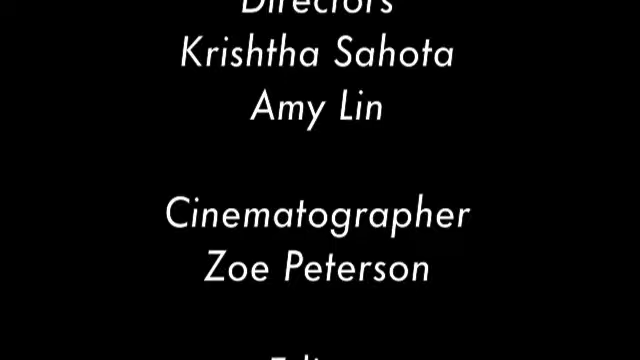 Directors
Krishtha Sahota
Amy Lin
Cinematographer
Zoe Peterson